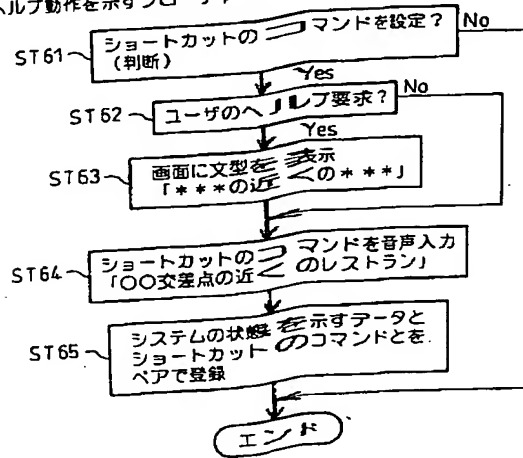 ヘルプ動作を示すフローチャ
ST61
ショートカットのコマンドを設定？
(判断)
No
Yes
ST62
ユーザのヘルプ要求？
No
Yes
ST63
画面に文型を表示
「＊＊＊の近くの＊＊＊」
ST64
ショートカットのコマンドを音声入力
「〇〇交差点の近くのレストラン」
ST65
システムの状態を示すデータと
ショートカットのコマンドとを
ペアで登録
エンド